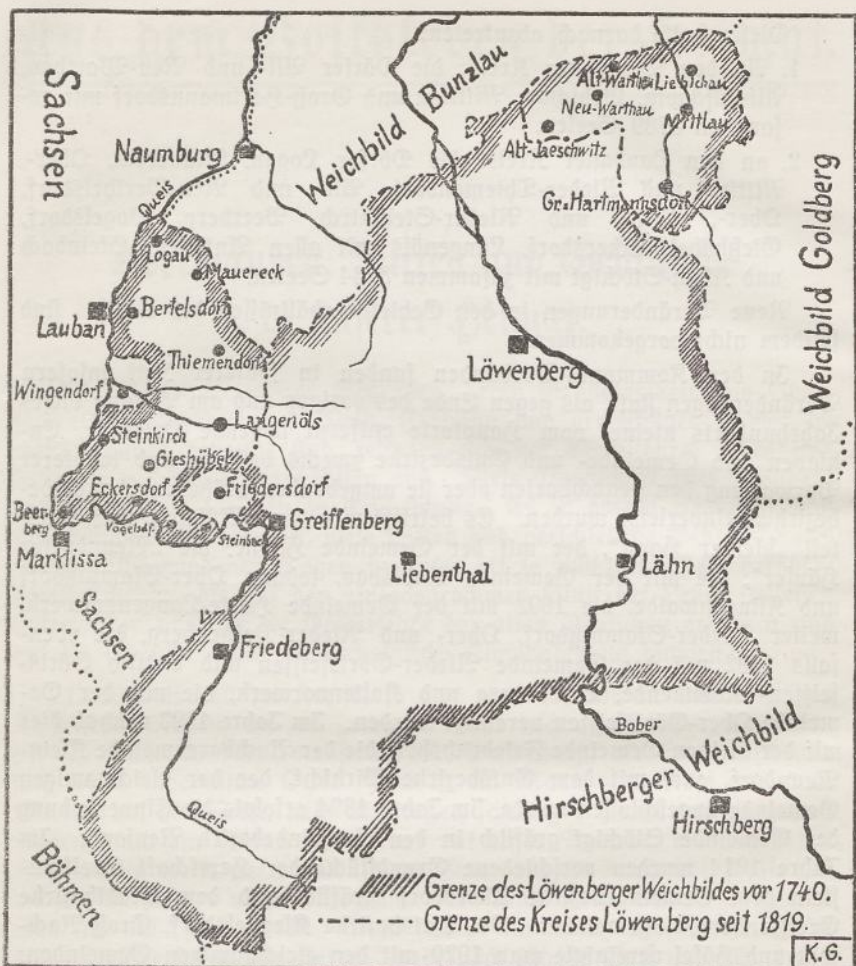 Sachsen
Naumburg
Queis
Weichbild Bunzlau
Alt-Warthau
Liebichau
Neu-Warthau
Mittlau
Alt-Jaeschwitz
Gr.-Hartmannsdorf
Weichbild Goldberg
Logau
Mauereck
Lauban
Bertelsdorf
Thiemendorf
Löwenberg
Wingendorf
Langenöls
Steinkirch
Gieshübel
Eckersdorf
Friedersdorf
Beerberg
Vogelsdf.
Steinbach
Greiffenberg
Marklissa
Liebenthal
Lähn
Sachsen
Friedeberg
Bober
Hirschberger Weichbild
Hirschberg
Queis
Böhmen
Grenze des Löwenberger Weichbildes vor 1740.
Grenze des Kreises Löwenberg seit 1819.
K.G.